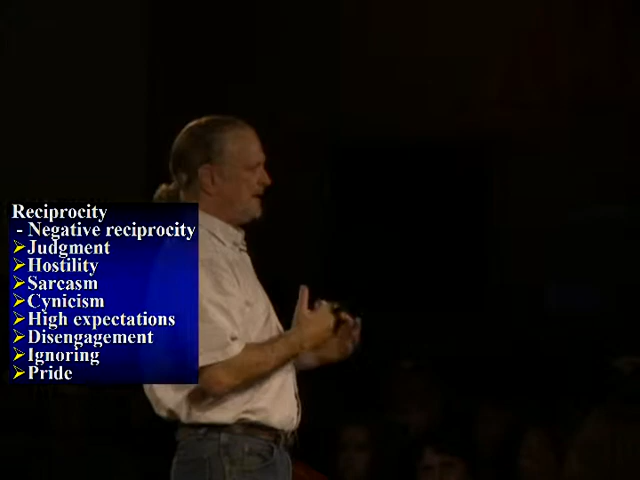 Reciprocity
- Negative reciprocity
➢Judgment
➢Hostility
➢Sarcasm
➢Cynicism
➢High expectations
➢Disengagement
➢Ignoring
➢Pride